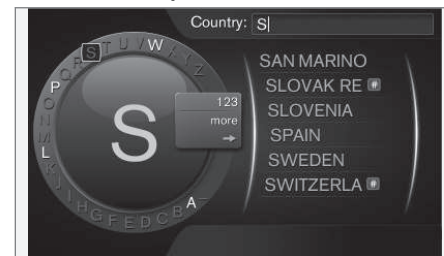 Country: S
S T U V W X Y Z
P Q R
O
N
M
L
K
J
I
H G F E D C B A
S
123
more
→
SAN MARINO
SLOVAK RE #
SLOVENIA
SPAIN
SWEDEN
SWITZERLA #